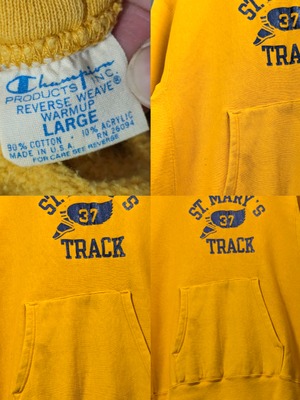 Champion
PRODUCTS INC.
REVERSE WEAVE®
WARMUP
LARGE
90% COTTON • 10% ACRYLIC
MADE IN U.S.A. RN 26094
FOR CARE SEE REVERSE
ST. MARY'S
37
TRACK
37
TRACK
ST. MARY'S
37
TRACK